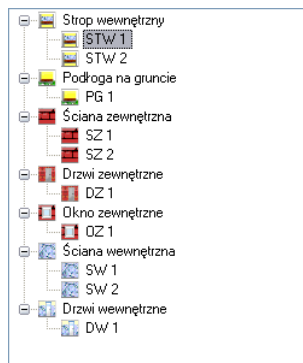 Strop wewnętrzny
STW 1
STW 2
Podłoga na gruncie
PG 1
Ściana zewnętrzna
SZ 1
SZ 2
Drzwi zewnętrzne
DZ 1
Okno zewnętrzne
OZ 1
Ściana wewnętrzna
SW 1
SW 2
Drzwi wewnętrzne
DW 1